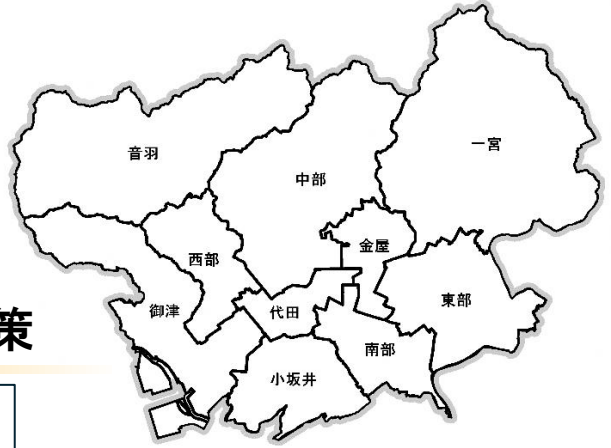 音羽
中部
一宮
金屋
西部
御津
代田
東部
南部
小坂井
策